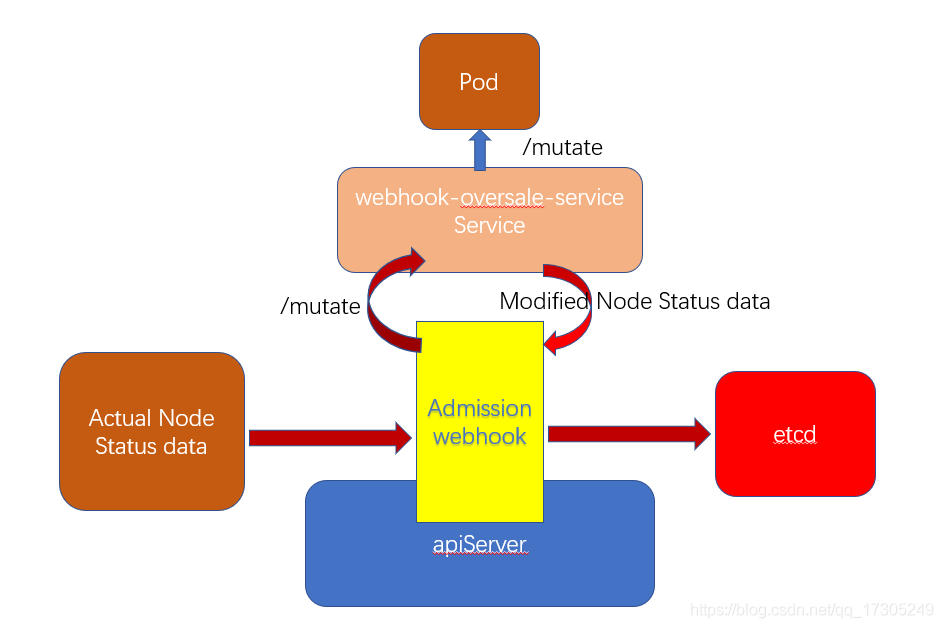 Pod
/mutate
webhook-oversale-service
Service
/mutate
Modified Node Status data
Actual Node
Status data
Admission
webhook
etcd
apiServer
https://blog.csdn.net/qq_17305249